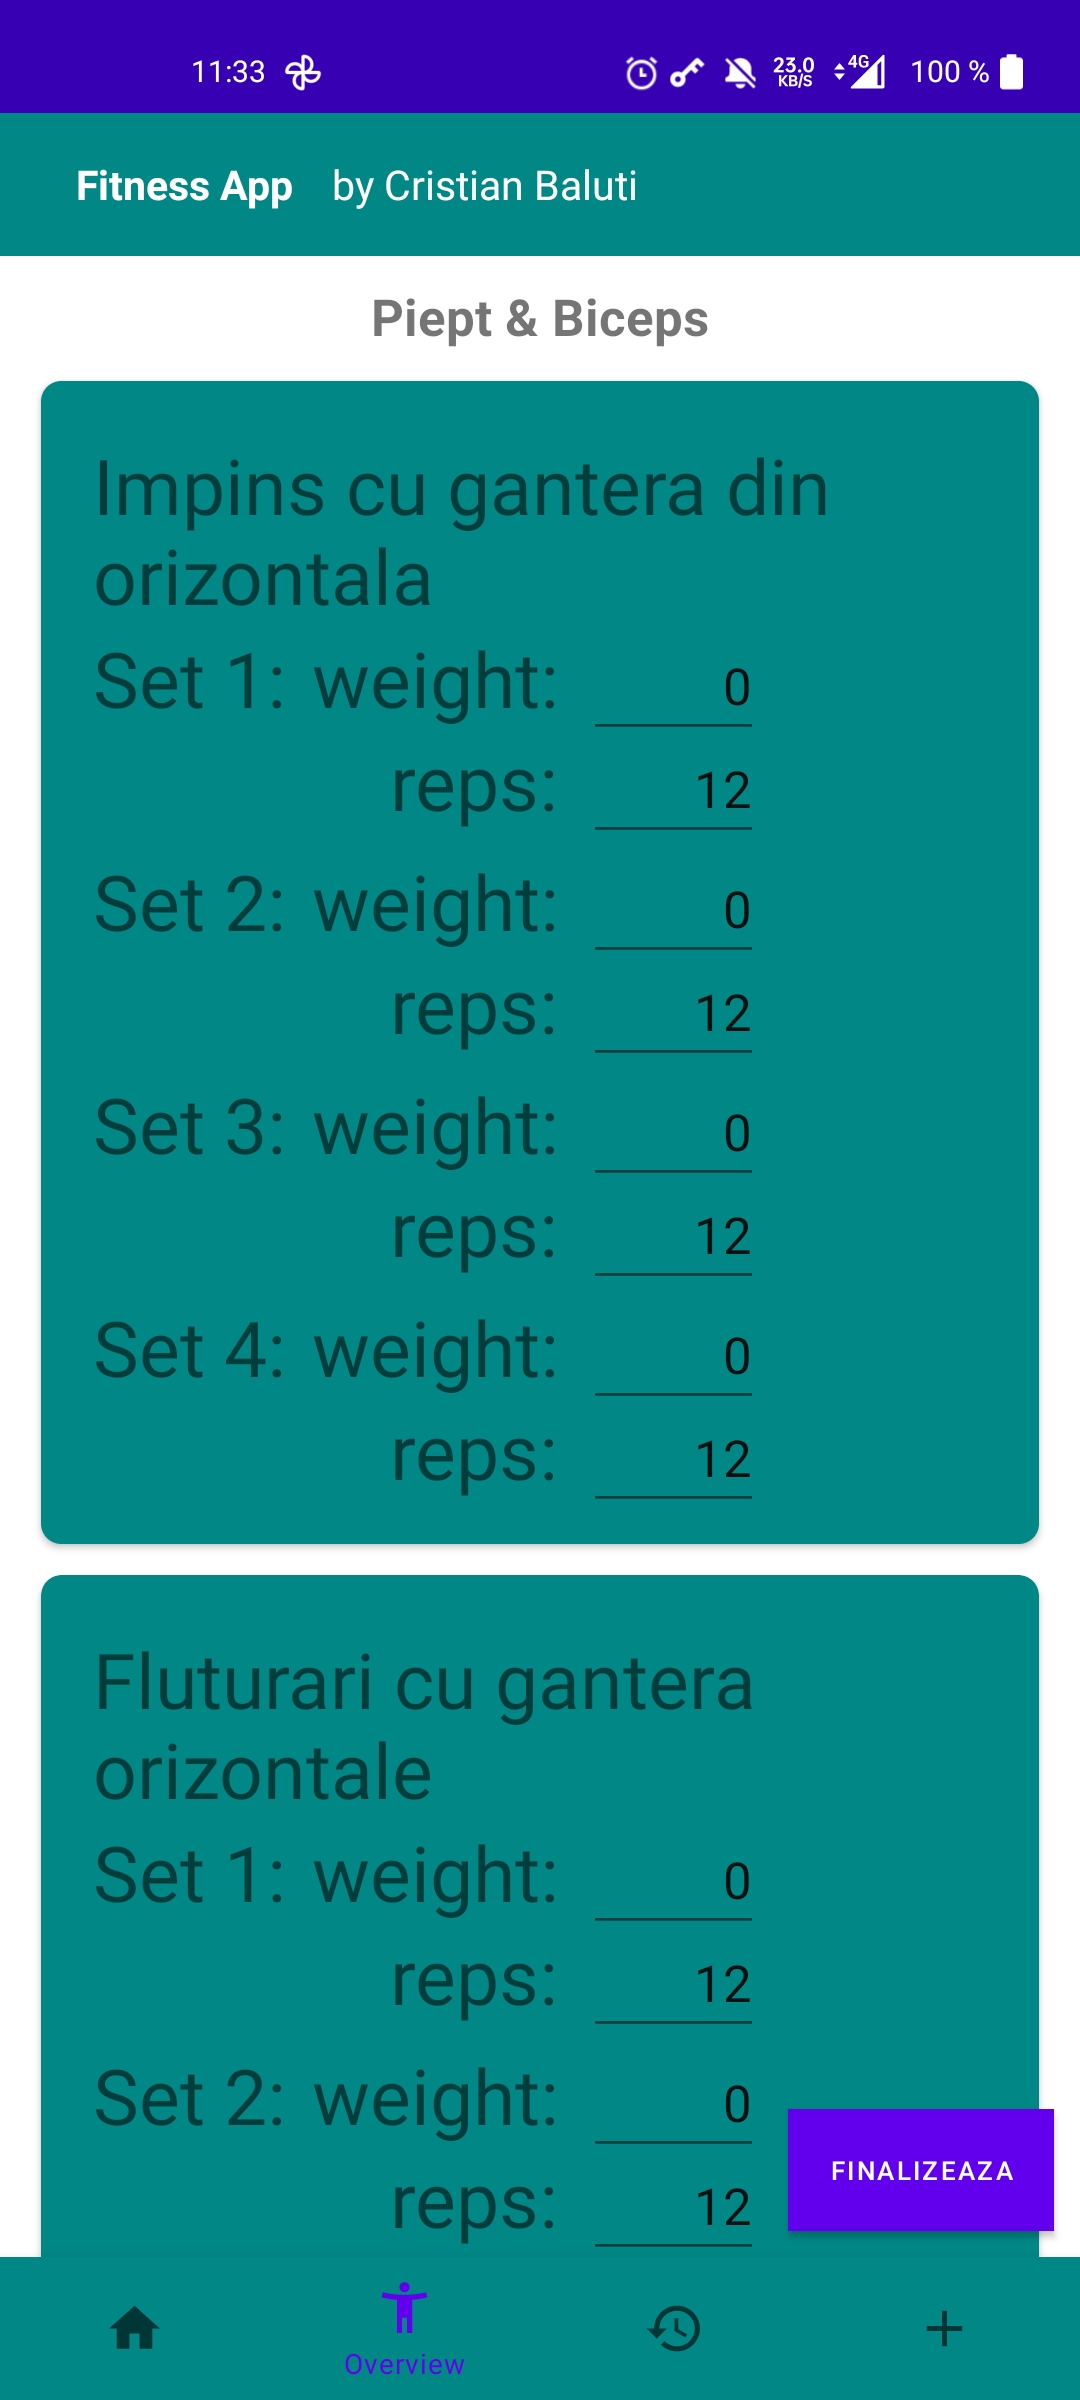 11:33 23.0 KB/S 4G 100 %
Fitness App by Cristian Baluti
Piept & Biceps
Impins cu gantera din
orizontala
Set 1: weight: 0
reps: 12
Set 2: weight: 0
reps: 12
Set 3: weight: 0
reps: 12
Set 4: weight: 0
reps: 12
Fluturari cu gantera
orizontale
Set 1: weight: 0
reps: 12
Set 2: weight: 0
reps: 12
FINALIZEAZA
Overview